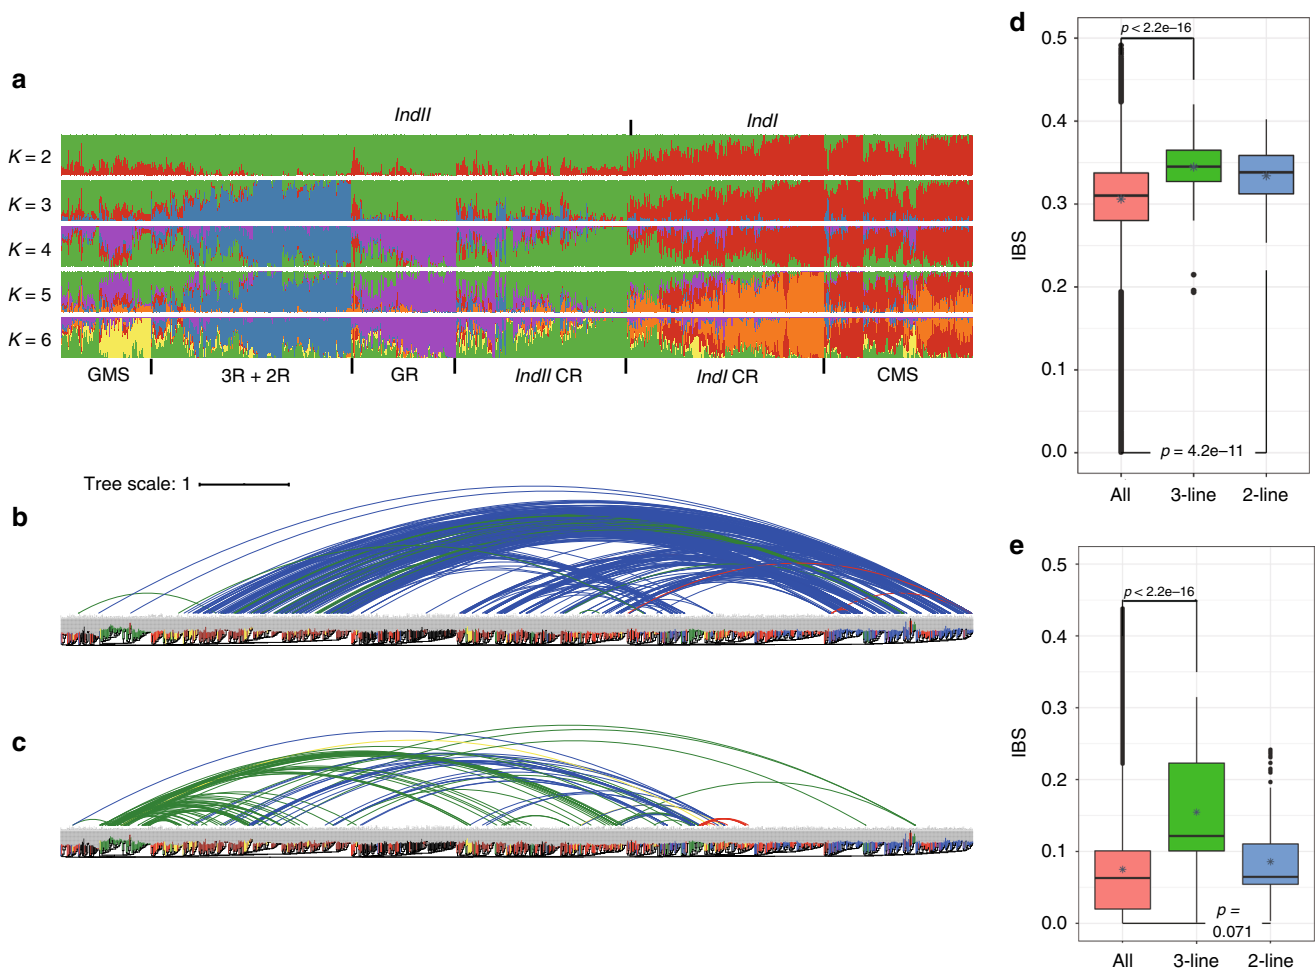 a
IndII
IndI
K = 2
K = 3
K = 4
K = 5
K = 6
GMS
3R + 2R
GR
IndII CR
IndI CR
CMS
Tree scale: 1
b
c
d
p < 2.2e–16
0.5
0.4
0.3
0.2
0.1
0.0
IBS
p = 4.2e–11
All
3-line
2-line
e
p < 2.2e–16
0.5
0.4
0.3
0.2
0.1
0.0
IBS
p =
0.071
All
3-line
2-line